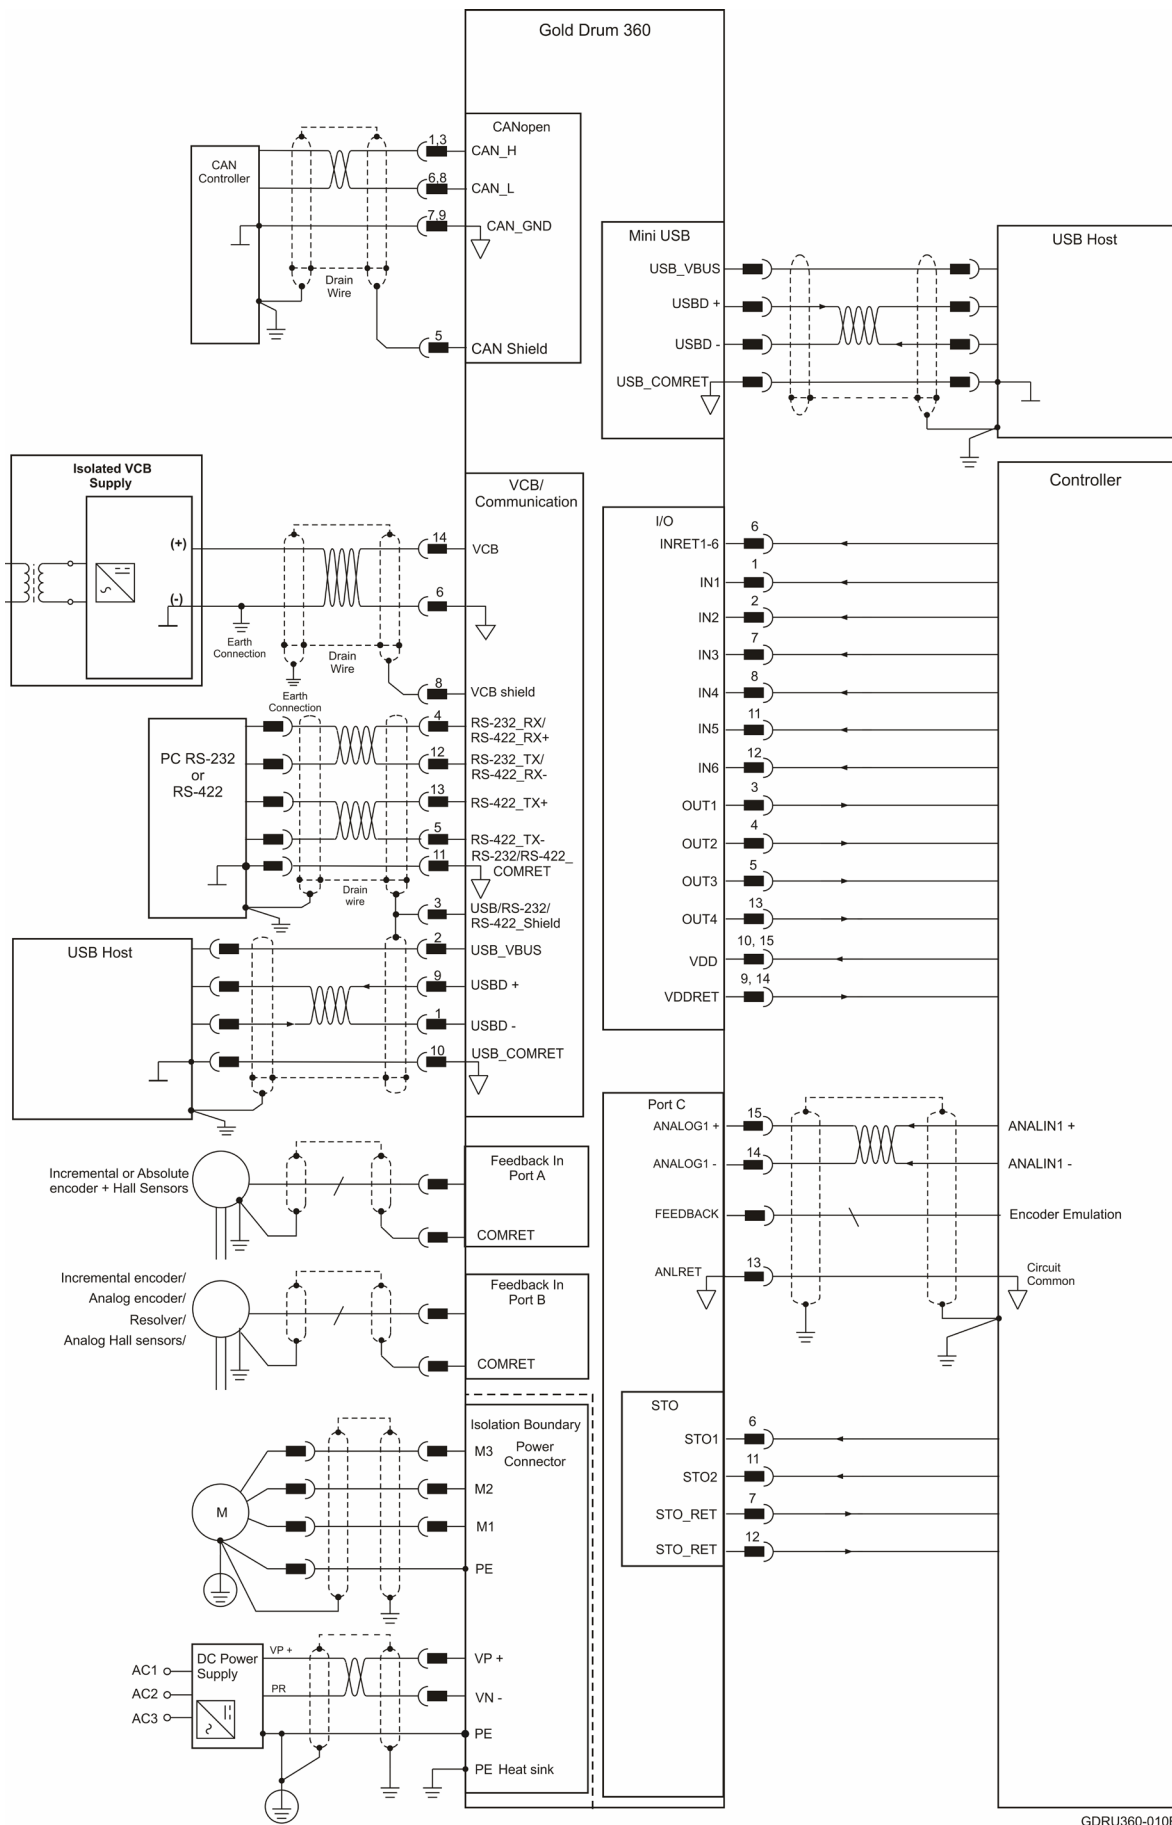 Gold Drum 360
CANopen
CAN
Controller
1,3
CAN_H
6,8
CAN_L
7,9
CAN_GND
Drain
Wire
5
CAN Shield
Mini USB
USB Host
USB_VBUS
USBD +
USBD -
USB_COMRET
Isolated VCB
Supply
(+)
(-)
Earth
Connection
Drain
Wire
Earth
Connection
VCB/
Communication
14
VCB
6
8
VCB shield
PC RS-232
or
RS-422
4
RS-232_RX/
RS-422_RX+
12
RS-232_TX/
RS-422_RX-
13
RS-422_TX+
5
RS-422_TX-
11
RS-232/RS-422_
COMRET
Drain
wire
3
USB/RS-232/
RS-422_Shield
USB Host
2
USB_VBUS
9
USBD +
1
USBD -
10
USB_COMRET
Controller
I/O
6
INRET1-6
1
IN1
2
IN2
7
IN3
8
IN4
11
IN5
12
IN6
3
OUT1
4
OUT2
5
OUT3
13
OUT4
10, 15
VDD
9, 14
VDDRET
Incremental or Absolute
encoder + Hall Sensors
Feedback In
Port A
COMRET
Incremental encoder/
Analog encoder/
Resolver/
Analog Hall sensors/
Feedback In
Port B
COMRET
Port C
15
ANALOG1 +
ANALIN1 +
14
ANALOG1 -
ANALIN1 -
FEEDBACK
Encoder Emulation
13
ANLRET
Circuit
Common
Isolation Boundary
Power
Connector
M
M3
M2
M1
PE
STO
6
STO1
11
STO2
7
STO_RET
12
STO_RET
AC1
AC2
AC3
DC Power
Supply
VP +
PR
VP +
VN -
PE
PE Heat sink